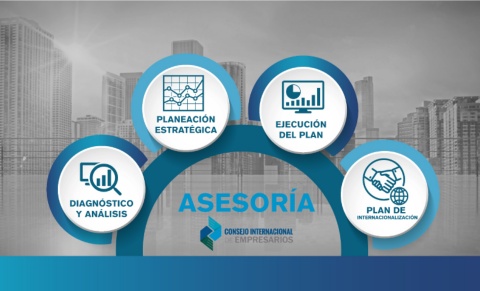 PLANEACIÓN
ESTRATÉGICA
EJECUCIÓN
DEL PLAN
DIAGNÓSTICO
Y ANÁLISIS
ASESORÍA
PLAN DE
INTERNACIONALIZACIÓN
CONSEJO INTERNACIONAL
DE EMPRESARIOS